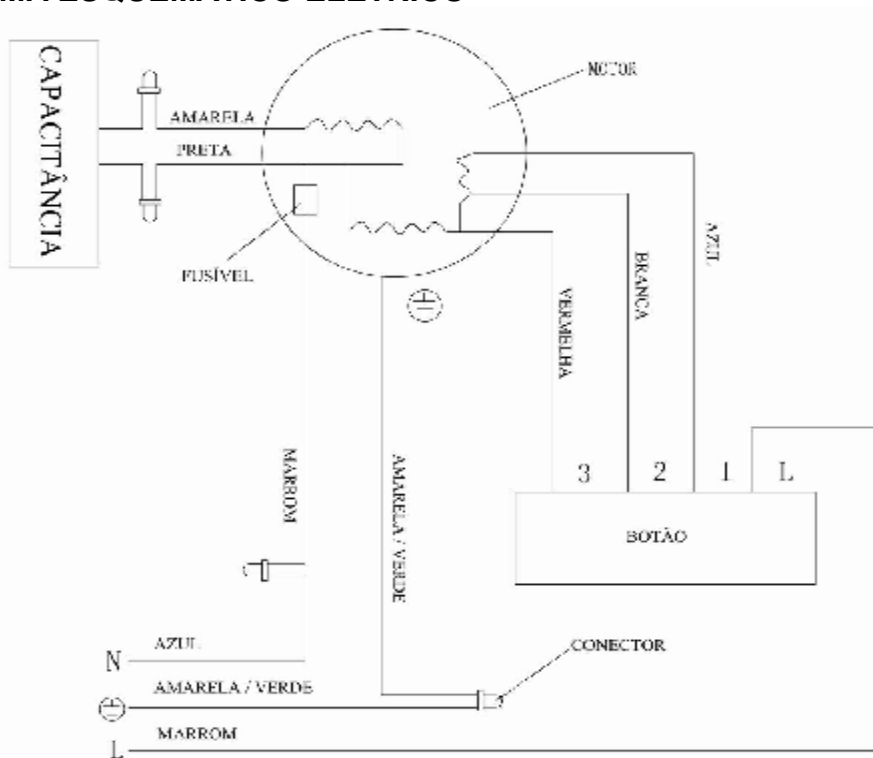 CAPACITÂNCIA
AMARELA
PRETA
MOTOR
FUSÍVEL
AZUL
BRANCA
VERMELHA
MARROM
AMARELA / VERDE
3 2 1 L
BOTÃO
N AZUL
CONECTOR
AMARELA / VERDE
L MARROM